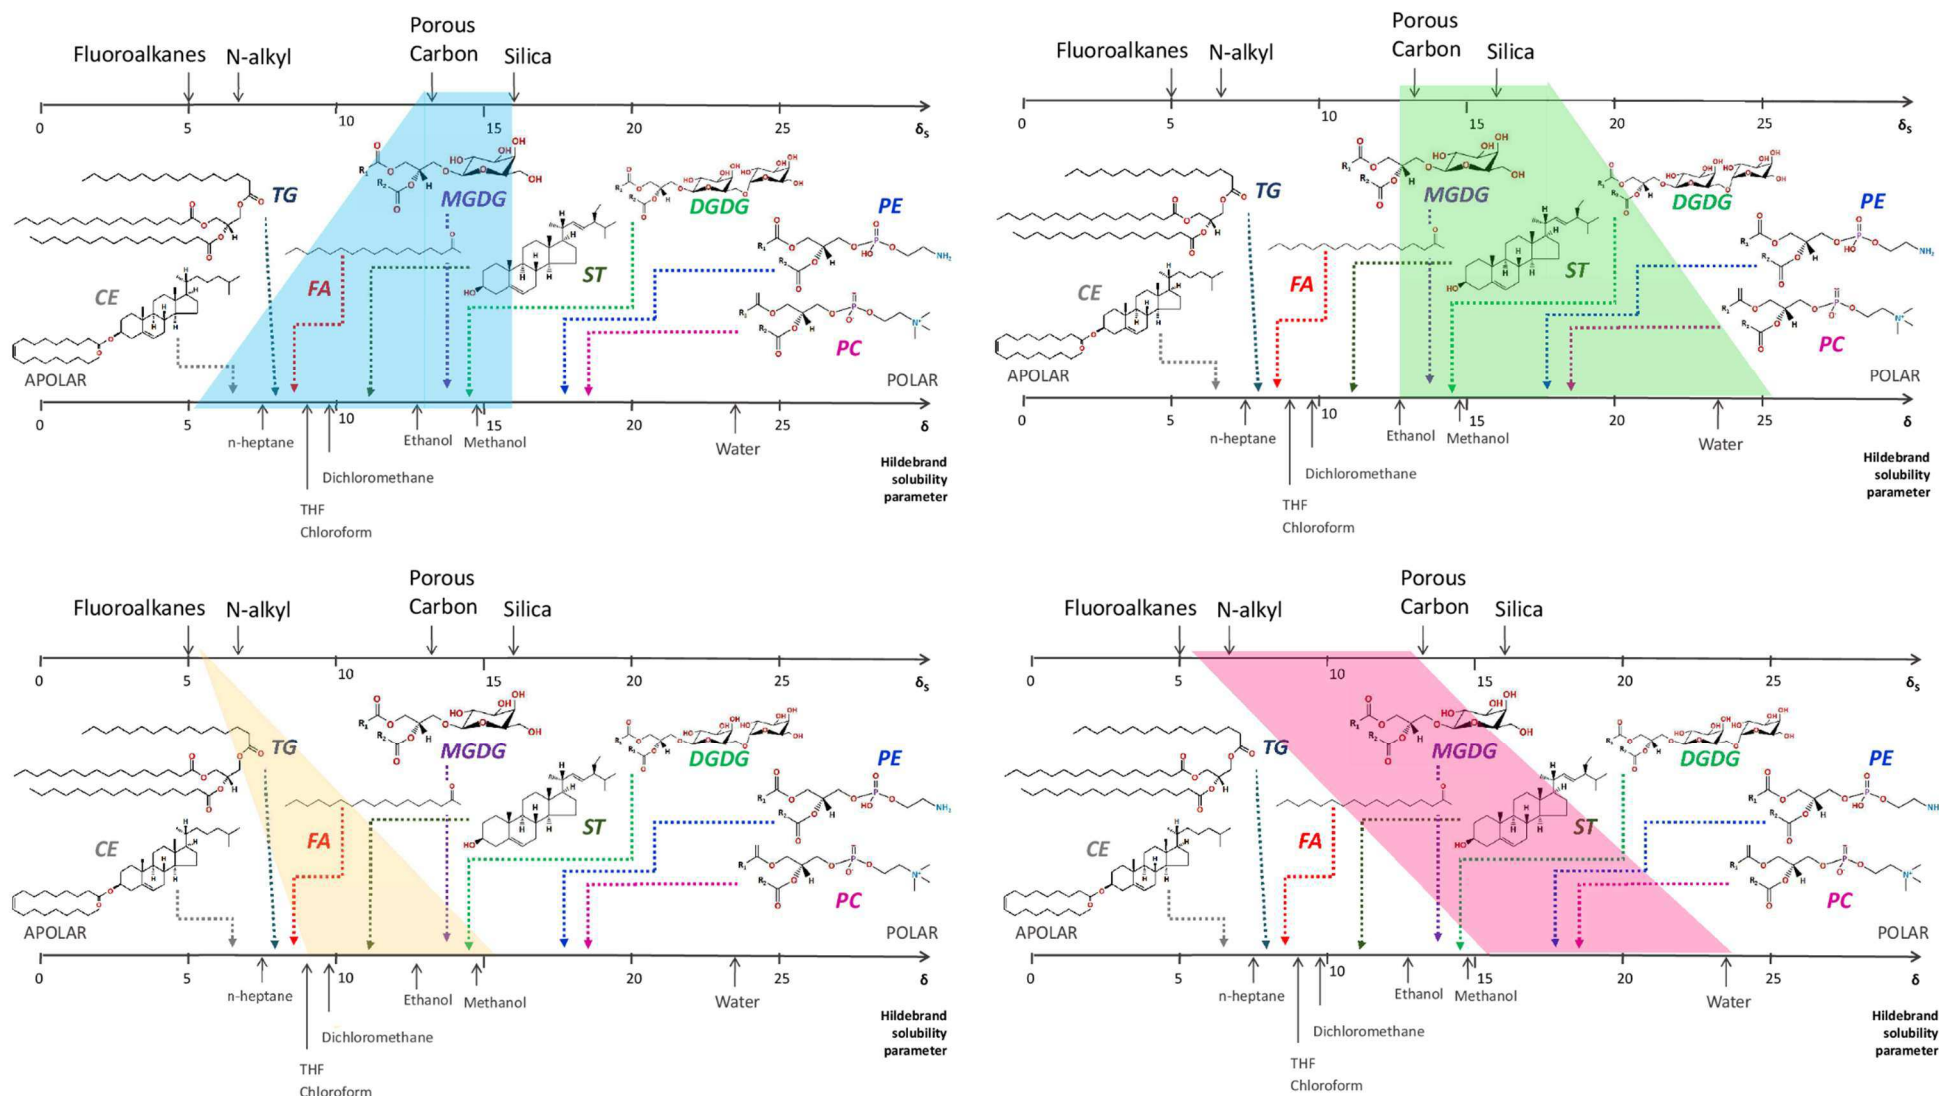 Porous
Carbon
Fluoroalkanes N-alkyl Silica
0 5 10 15 20 25 δs
TG MGDG DGDG PE
CE FA ST PC
APOLAR POLAR
0 5 10 15 20 25 δ
n-heptane Ethanol Methanol Water
Dichloromethane
THF
Chloroform
Hildebrand
solubility
parameter
Porous
Carbon
Fluoroalkanes N-alkyl Silica
0 5 10 15 20 25 δs
TG MGDG DGDG PE
CE FA ST PC
APOLAR POLAR
0 5 10 15 20 25 δ
n-heptane Ethanol Methanol Water
Dichloromethane
THF
Chloroform
Hildebrand
solubility
parameter
Porous
Carbon
Fluoroalkanes N-alkyl Silica
0 5 10 15 20 25 δs
TG MGDG DGDG PE
CE FA ST PC
APOLAR POLAR
0 5 10 15 20 25 δ
n-heptane Ethanol Methanol Water
Dichloromethane
THF
Chloroform
Hildebrand
solubility
parameter
Porous
Carbon
Fluoroalkanes N-alkyl Silica
0 5 10 15 20 25 δs
TG MGDG DGDG PE
CE FA ST PC
APOLAR POLAR
0 5 10 15 20 25 δ
n-heptane Ethanol Methanol Water
Dichloromethane
THF
Chloroform
Hildebrand
solubility
parameter